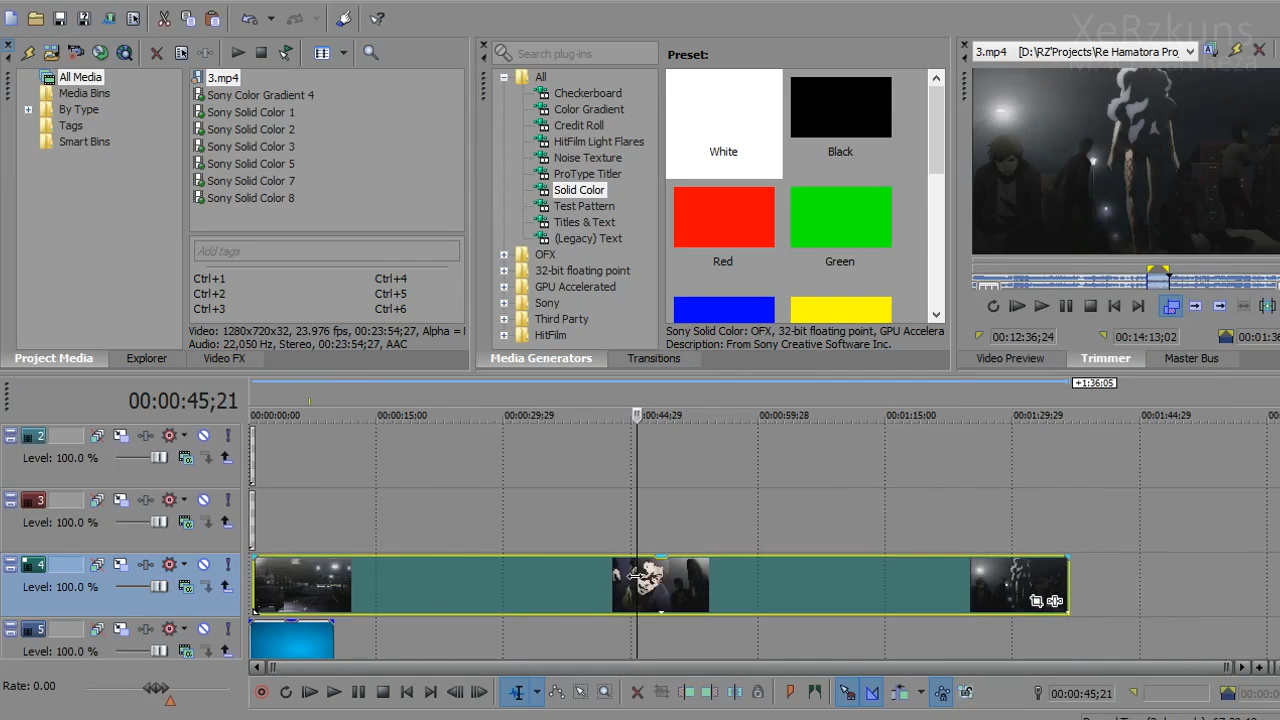 XeRzkuns
3.mp4 [D:\RZ'Projects\Re Hamatora Proj
Search plug-ins
Preset:
All Media
Media Bins
By Type
Tags
Smart Bins
3.mp4
Sony Color Gradient 4
Sony Solid Color 1
Sony Solid Color 2
Sony Solid Color 3
Sony Solid Color 5
Sony Solid Color 7
Sony Solid Color 8
Add tags
Ctrl+1 Ctrl+4
Ctrl+2 Ctrl+5
Ctrl+3 Ctrl+6
Video: 1280x720x32, 23.976 fps, 00:23:54;27, Alpha = I
Audio: 22,050 Hz, Stereo, 00:23:54;27, AAC
All
Checkerboard
Color Gradient
Credit Roll
HitFilm Light Flares
Noise Texture
ProType Titler
Solid Color
Test Pattern
Titles & Text
(Legacy) Text
OFX
32-bit floating point
GPU Accelerated
Sony
Third Party
HitFilm
White
Black
Red
Green
Sony Solid Color: OFX, 32-bit floating point, GPU Accelera
Description: From Sony Creative Software Inc.
00:12:36;24 00:14:13;02 00:01:36
Project Media Explorer Video FX
Media Generators Transitions
Video Preview Trimmer Master Bus
+1:36:05
00:00:45;21
00:00:00;00 00:00:15;00 00:00:29;29 00:00:44;29 00:00:59;28 00:01:15;00 00:01:29;29 00:01:44;29 00:0
2
Level: 100.0 %
3
Level: 100.0 %
4
Level: 100.0 %
5
Level: 100.0 %
Rate: 0.00
00:00:45;21